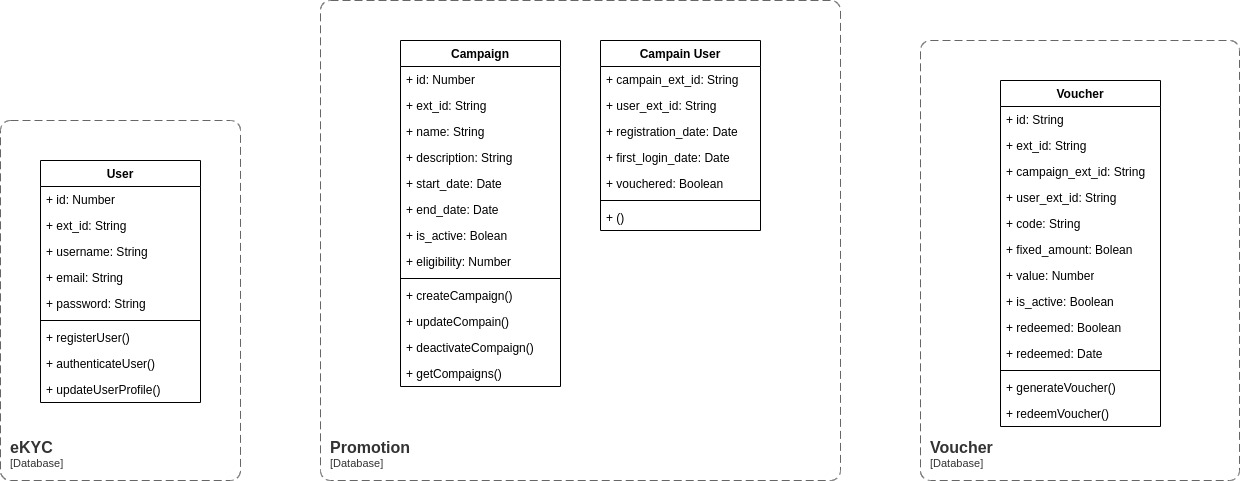 User
+ id: Number
+ ext_id: String
+ username: String
+ email: String
+ password: String
+ registerUser()
+ authenticateUser()
+ updateUserProfile()
eKYC
[Database]
Campaign
+ id: Number
+ ext_id: String
+ name: String
+ description: String
+ start_date: Date
+ end_date: Date
+ is_active: Bolean
+ eligibility: Number
+ createCampaign()
+ updateCompain()
+ deactivateCompaign()
+ getCompaigns()
Campain User
+ campain_ext_id: String
+ user_ext_id: String
+ registration_date: Date
+ first_login_date: Date
+ vouchered: Boolean
+ ()
Promotion
[Database]
Voucher
+ id: String
+ ext_id: String
+ campaign_ext_id: String
+ user_ext_id: String
+ code: String
+ fixed_amount: Bolean
+ value: Number
+ is_active: Boolean
+ redeemed: Boolean
+ redeemed: Date
+ generateVoucher()
+ redeemVoucher()
Voucher
[Database]